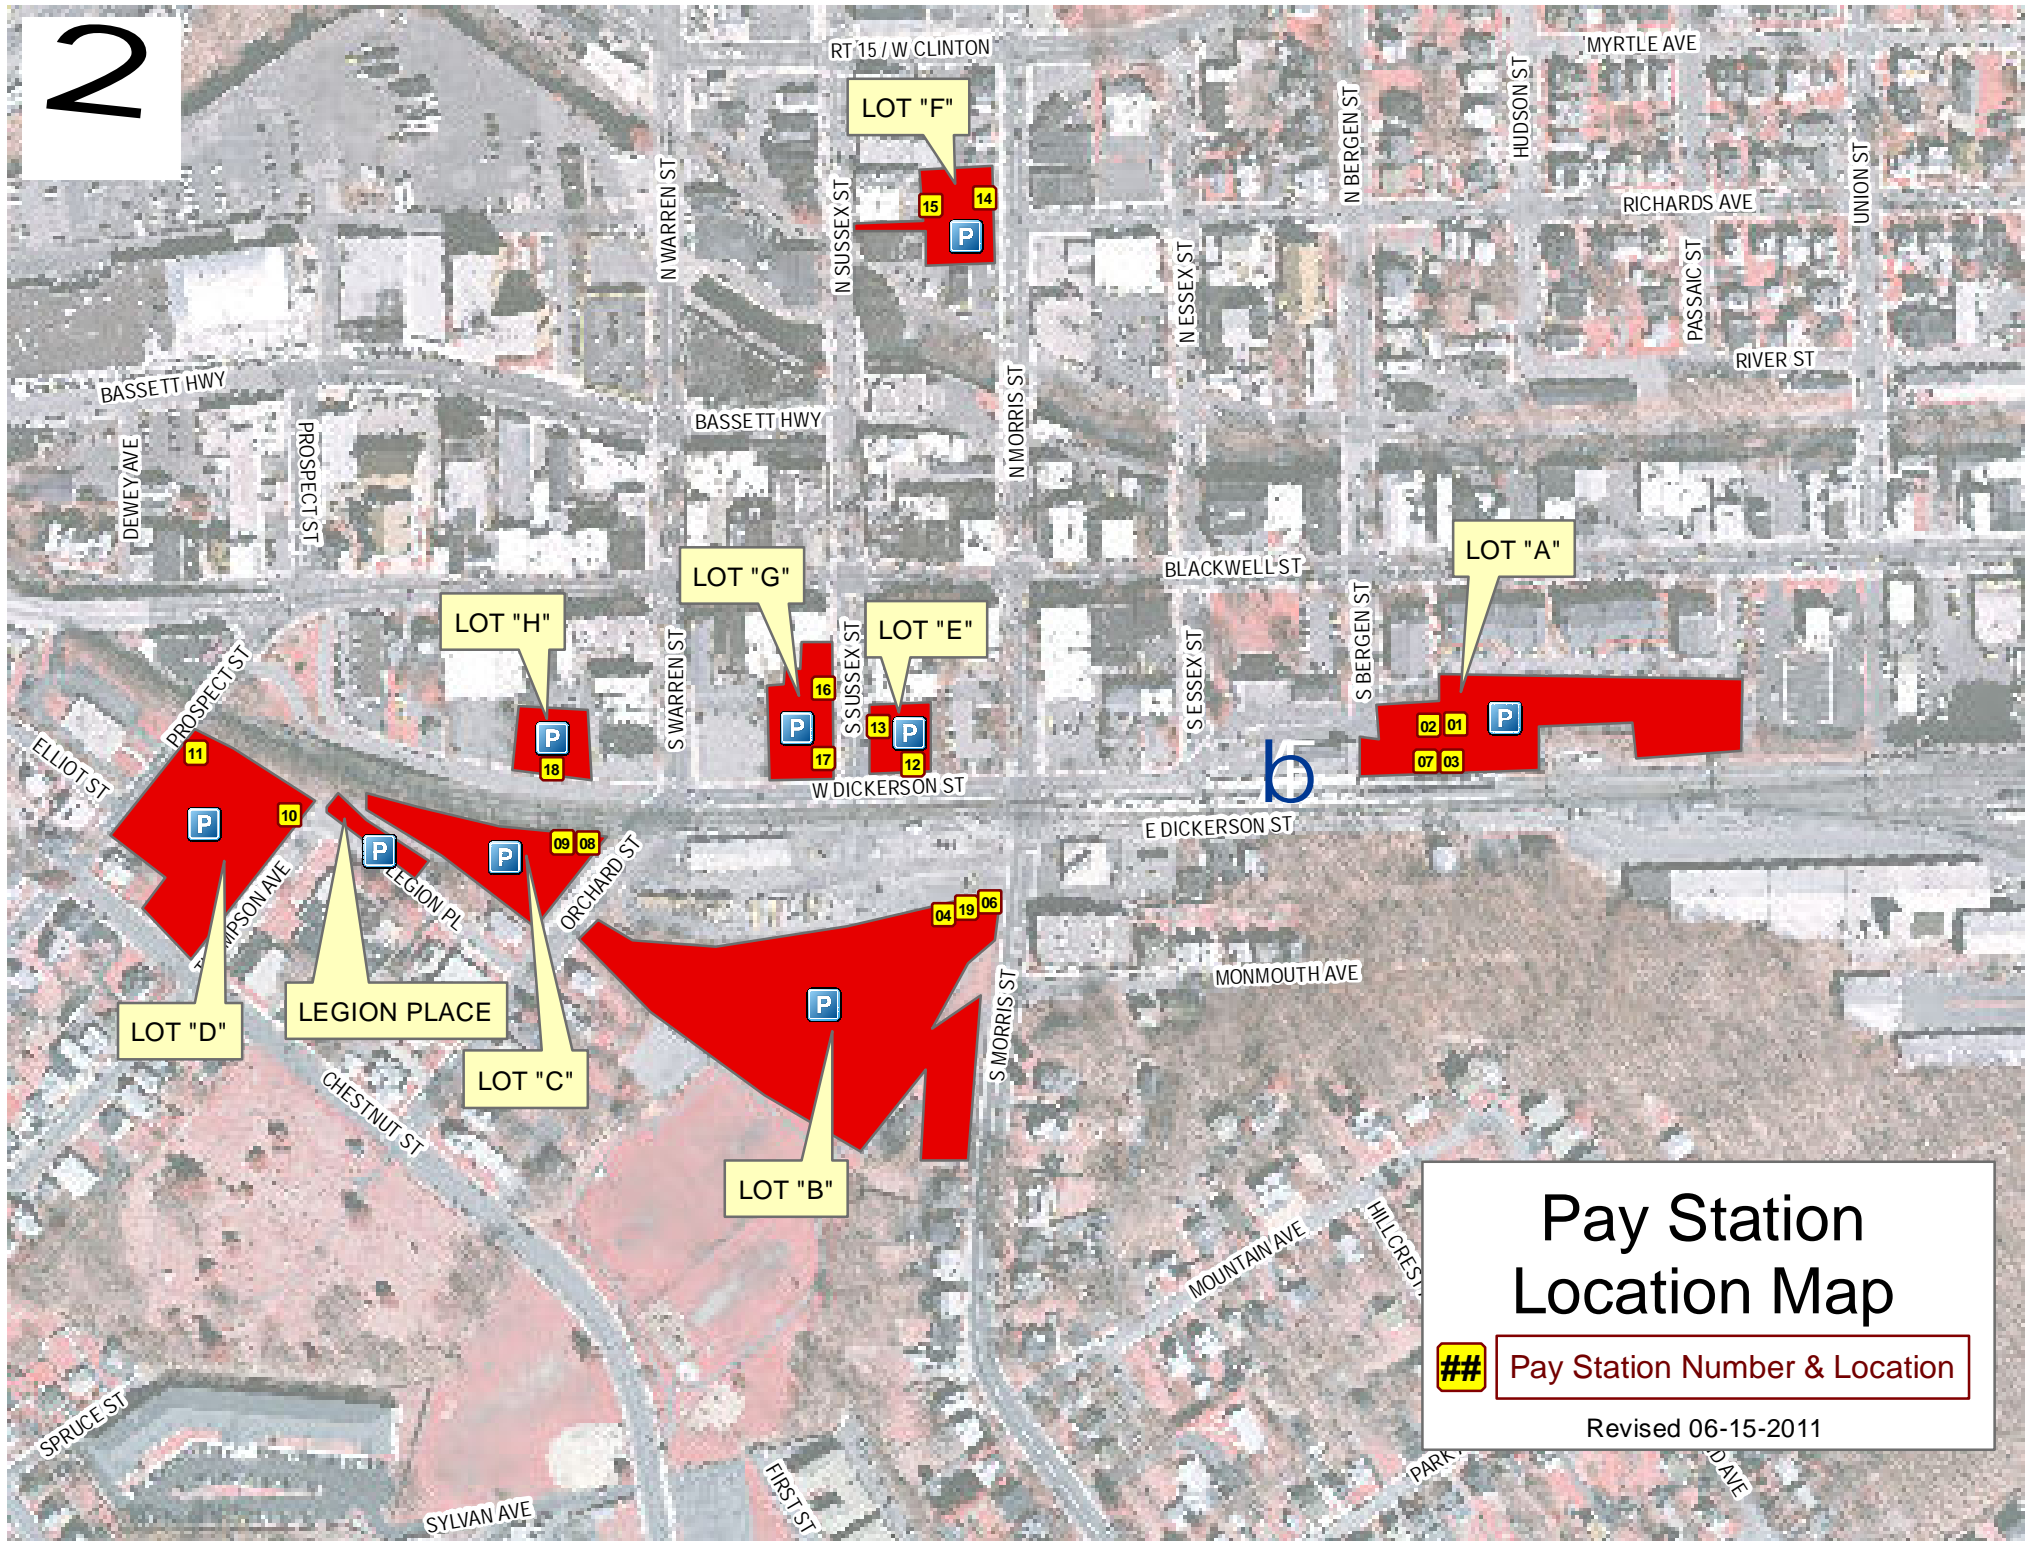 2
RT 15 / W CLINTON
MYRTLE AVE
LOT "F"
HUDSON ST
N BERGEN ST
N WARREN ST
N SUSSEX ST
UNION ST
15
14
P
RICHARDS AVE
N ESSEX ST
PASSAIC ST
RIVER ST
BASSETT HWY
BASSETT HWY
N MORRIS ST
DEWEY AVE
PROSPECT ST
LOT "A"
LOT "G"
BLACKWELL ST
LOT "H"
LOT "E"
S BERGEN ST
S WARREN ST
S SUSSEX ST
S ESSEX ST
PROSPECT ST
16
13
P
P
P
17
12
18
02
01
P
07
03
ELLIOT ST
11
b
W DICKERSON ST
E DICKERSON ST
10
P
P
P
09
08
LEGION PL
ORCHARD ST
04
19
06
MONMOUTH AVE
S MORRIS ST
P
LOT "D"
LEGION PLACE
LOT "C"
CHESTNUT ST
LOT "B"
MOUNTAIN AVE
Pay Station
Location Map
## Pay Station Number & Location
Revised 06-15-2011
SPRUCE ST
SYLVAN AVE
FIRST ST